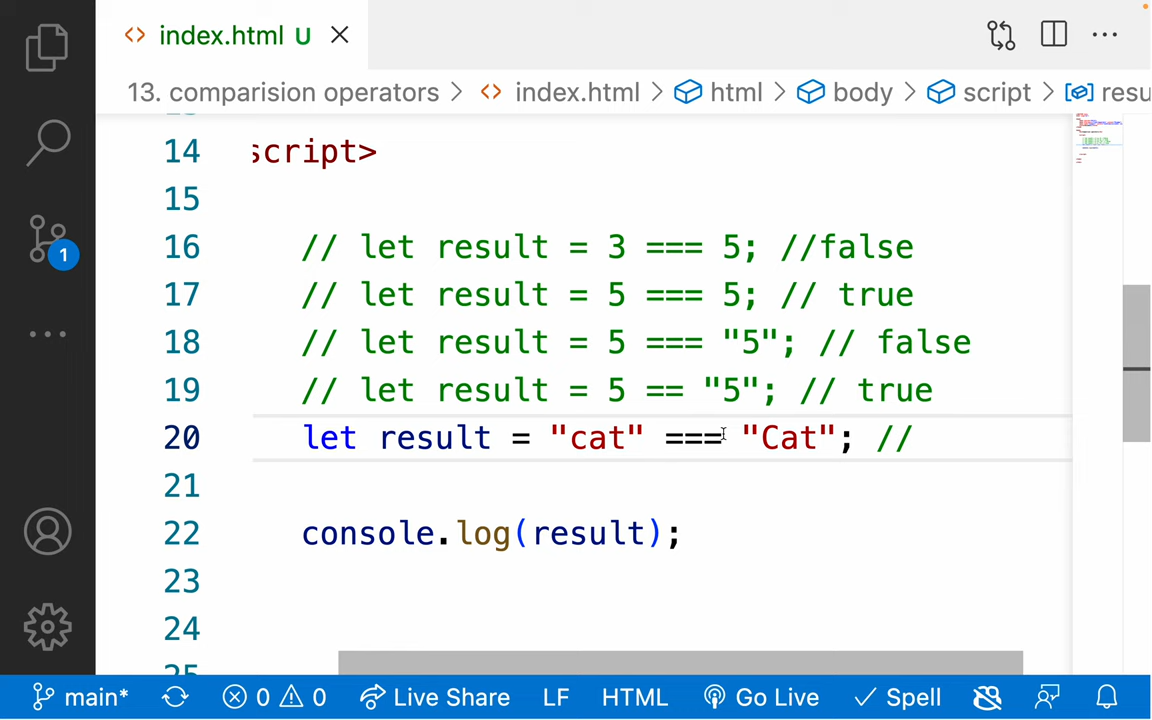 index.html U
13. comparision operators > index.html > html > body > script > resu
14 script>
15
16 // let result = 3 === 5; //false
17 // let result = 5 === 5; // true
18 // let result = 5 === "5"; // false
19 // let result = 5 == "5"; // true
20 let result = "cat" === "Cat"; //
21
22 console.log(result);
23
24
1
main* 0 0 Live Share LF HTML Go Live Spell